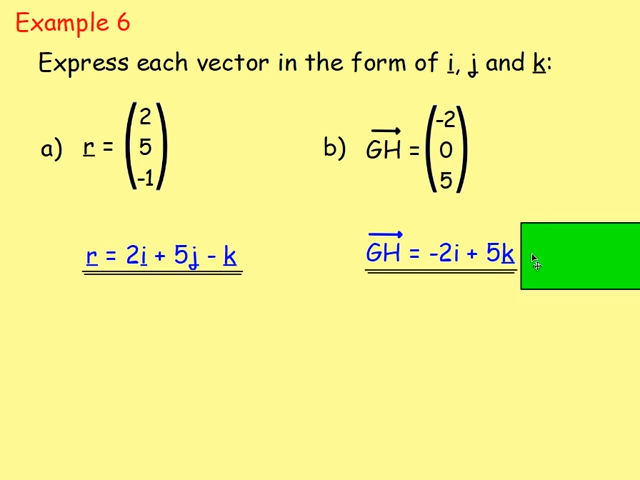 Example 6
Express each vector in the form of i, j and k:
a) r = (2 5 -1)
b) GH = (-2 0 5)
r = 2i + 5j - k
GH = -2i + 5k